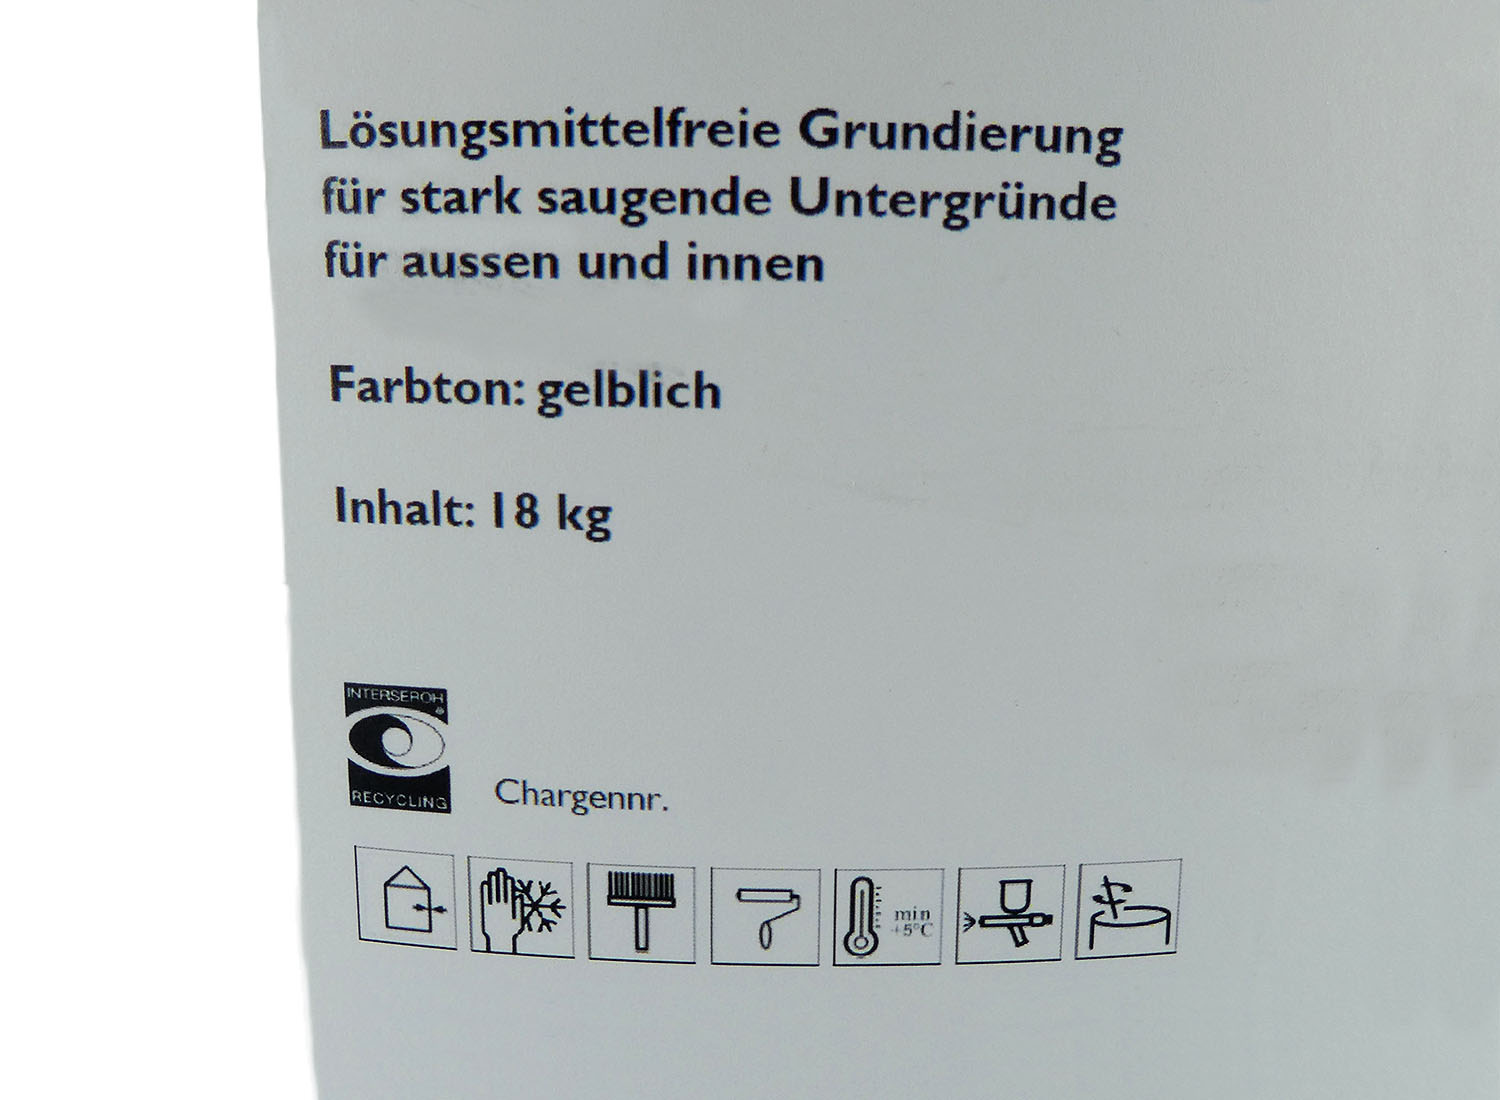 Lösungsmittelfreie Grundierung
für stark saugende Untergründe
für aussen und innen
Farbton: gelblich
Inhalt: 18 kg
INTERSEROH
®
RECYCLING
Chargennr.
min
+5°C